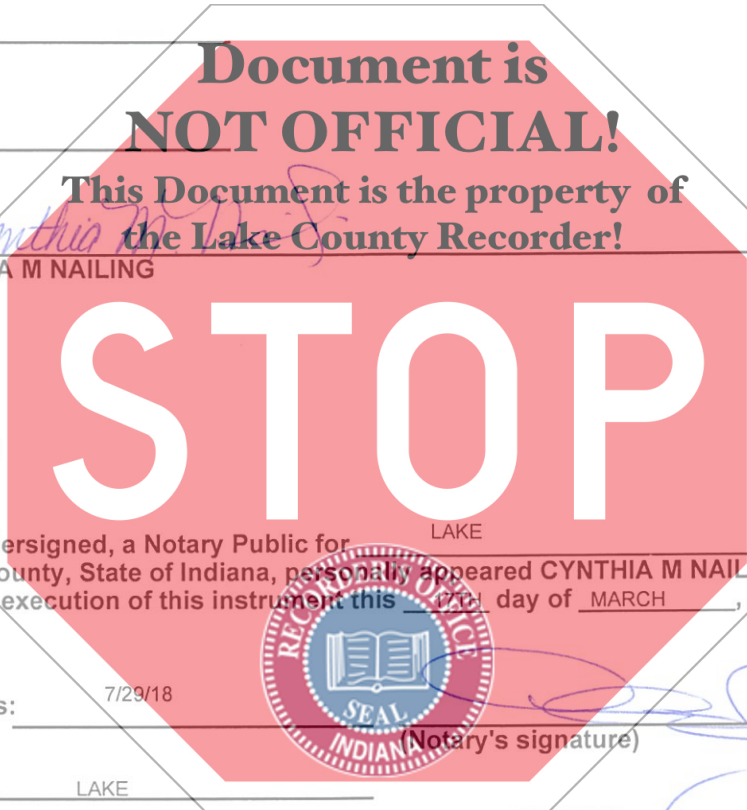 Document is
NOT OFFICIAL!
This Document is the property of
the Lake County Recorder!
nthia M.
A M NAILING
STOP
ersigned, a Notary Public for LAKE
ounty, State of Indiana, personally appeared CYNTHIA M NAIL
execution of this instrument this 17TH day of MARCH ,
RECORDER'S OFFICE
SEAL
INDIANA
s: 7/29/18
(Notary's signature)
LAKE